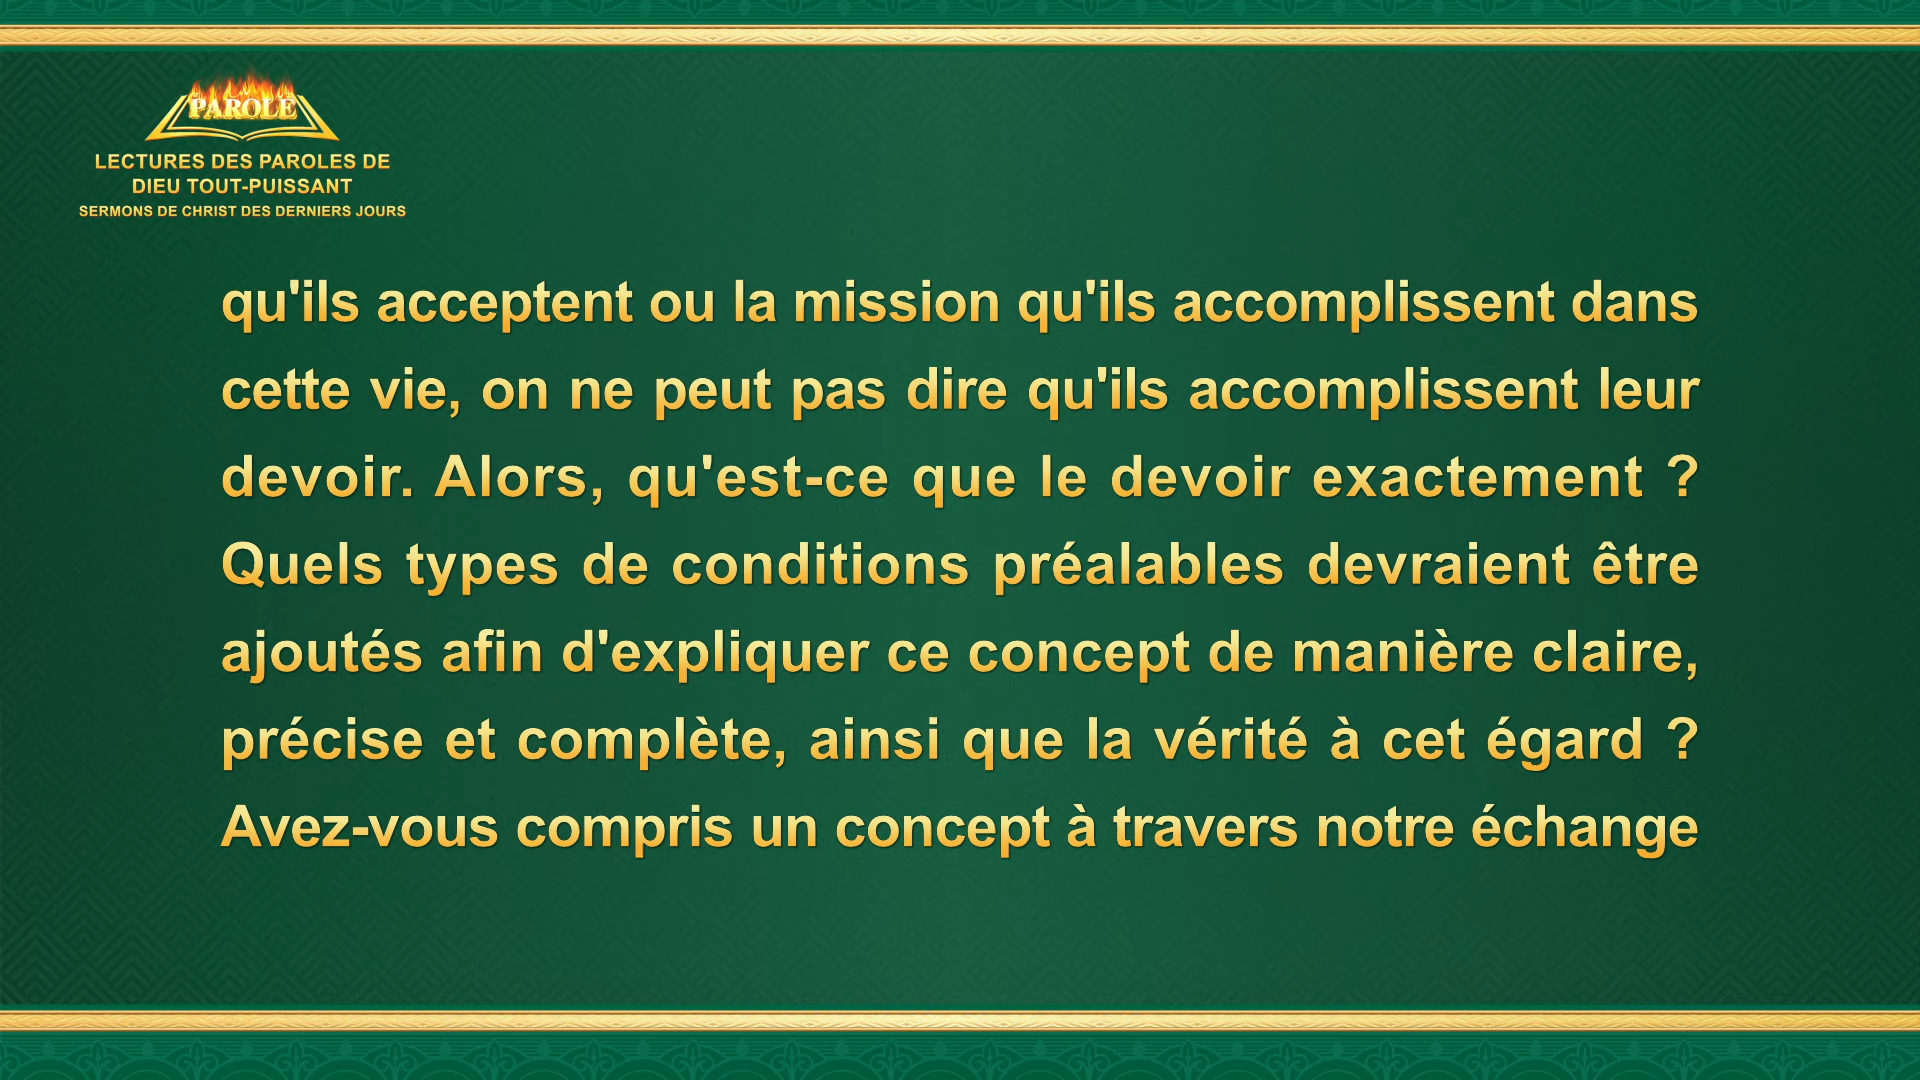 PAROLE
LECTURES DES PAROLES DE
DIEU TOUT-PUISSANT
SERMONS DE CHRIST DES DERNIERS JOURS
qu'ils acceptent ou la mission qu'ils accomplissent dans
cette vie, on ne peut pas dire qu'ils accomplissent leur
devoir. Alors, qu'est-ce que le devoir exactement ?
Quels types de conditions préalables devraient être
ajoutés afin d'expliquer ce concept de manière claire,
précise et complète, ainsi que la vérité à cet égard ?
Avez-vous compris un concept à travers notre échange